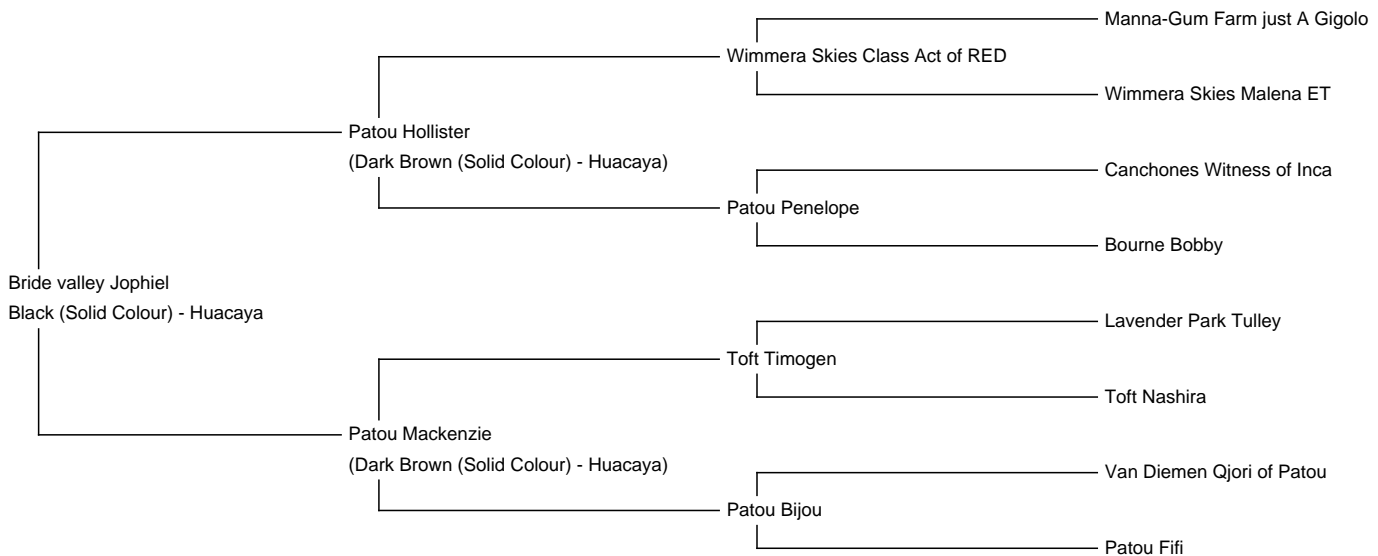 Manna-Gum Farm just A Gigolo
Wimmera Skies Class Act of RED
Wimmera Skies Malena ET
Patou Hollister
(Dark Brown (Solid Colour) - Huacaya)
Canchones Witness of Inca
Patou Penelope
Bourne Bobby
Bride valley Jophiel
Black (Solid Colour) - Huacaya
Lavender Park Tulley
Toft Timogen
Toft Nashira
Patou Mackenzie
(Dark Brown (Solid Colour) - Huacaya)
Van Diemen Qjori of Patou
Patou Bijou
Patou Fifi